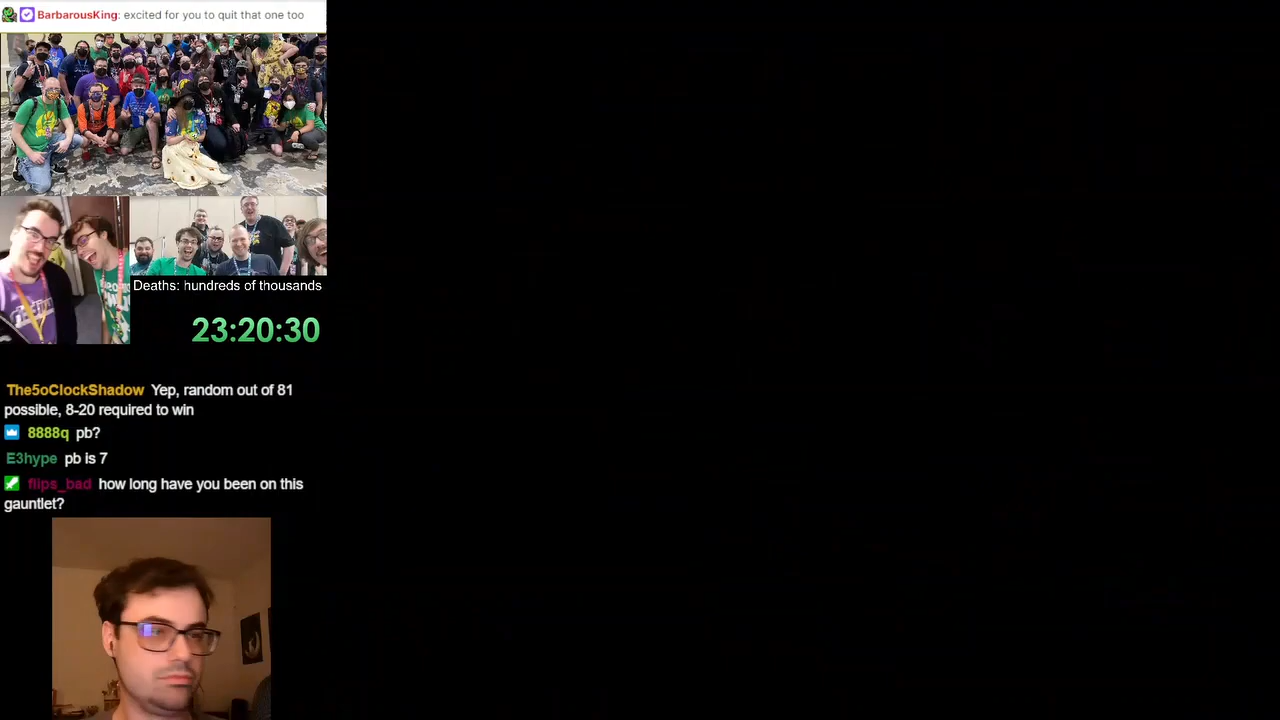 BarbarousKing: excited for you to quit that one too
Deaths: hundreds of thousands
23:20:30
The5oClockShadow Yep, random out of 81
possible, 8-20 required to win
8888q pb?
E3hype pb is 7
flips_bad how long have you been on this
gauntlet?